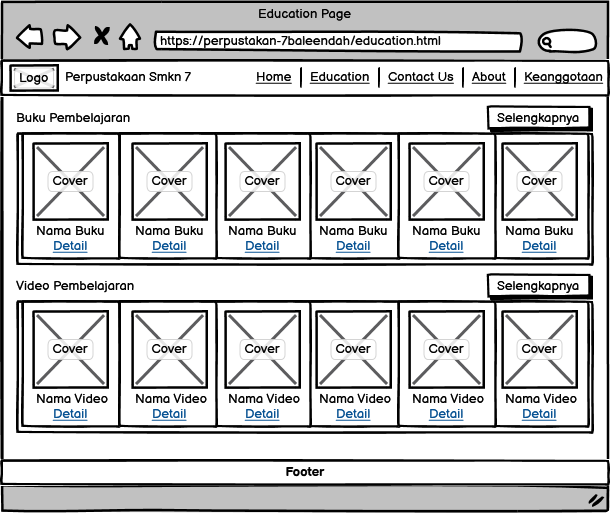 Education Page
https://perpustakan-7baleendah/education.html
Logo Perpustakaan Smkn 7 Home Education Contact Us About Keanggotaan
Buku Pembelajaran Selengkapnya
Cover Cover Cover Cover Cover Cover
Nama Buku Nama Buku Nama Buku Nama Buku Nama Buku Nama Buku
Detail Detail Detail Detail Detail Detail
Video Pembelajaran Selengkapnya
Cover Cover Cover Cover Cover Cover
Nama Video Nama Video Nama Video Nama Video Nama Video Nama Video
Detail Detail Detail Detail Detail Detail
Footer